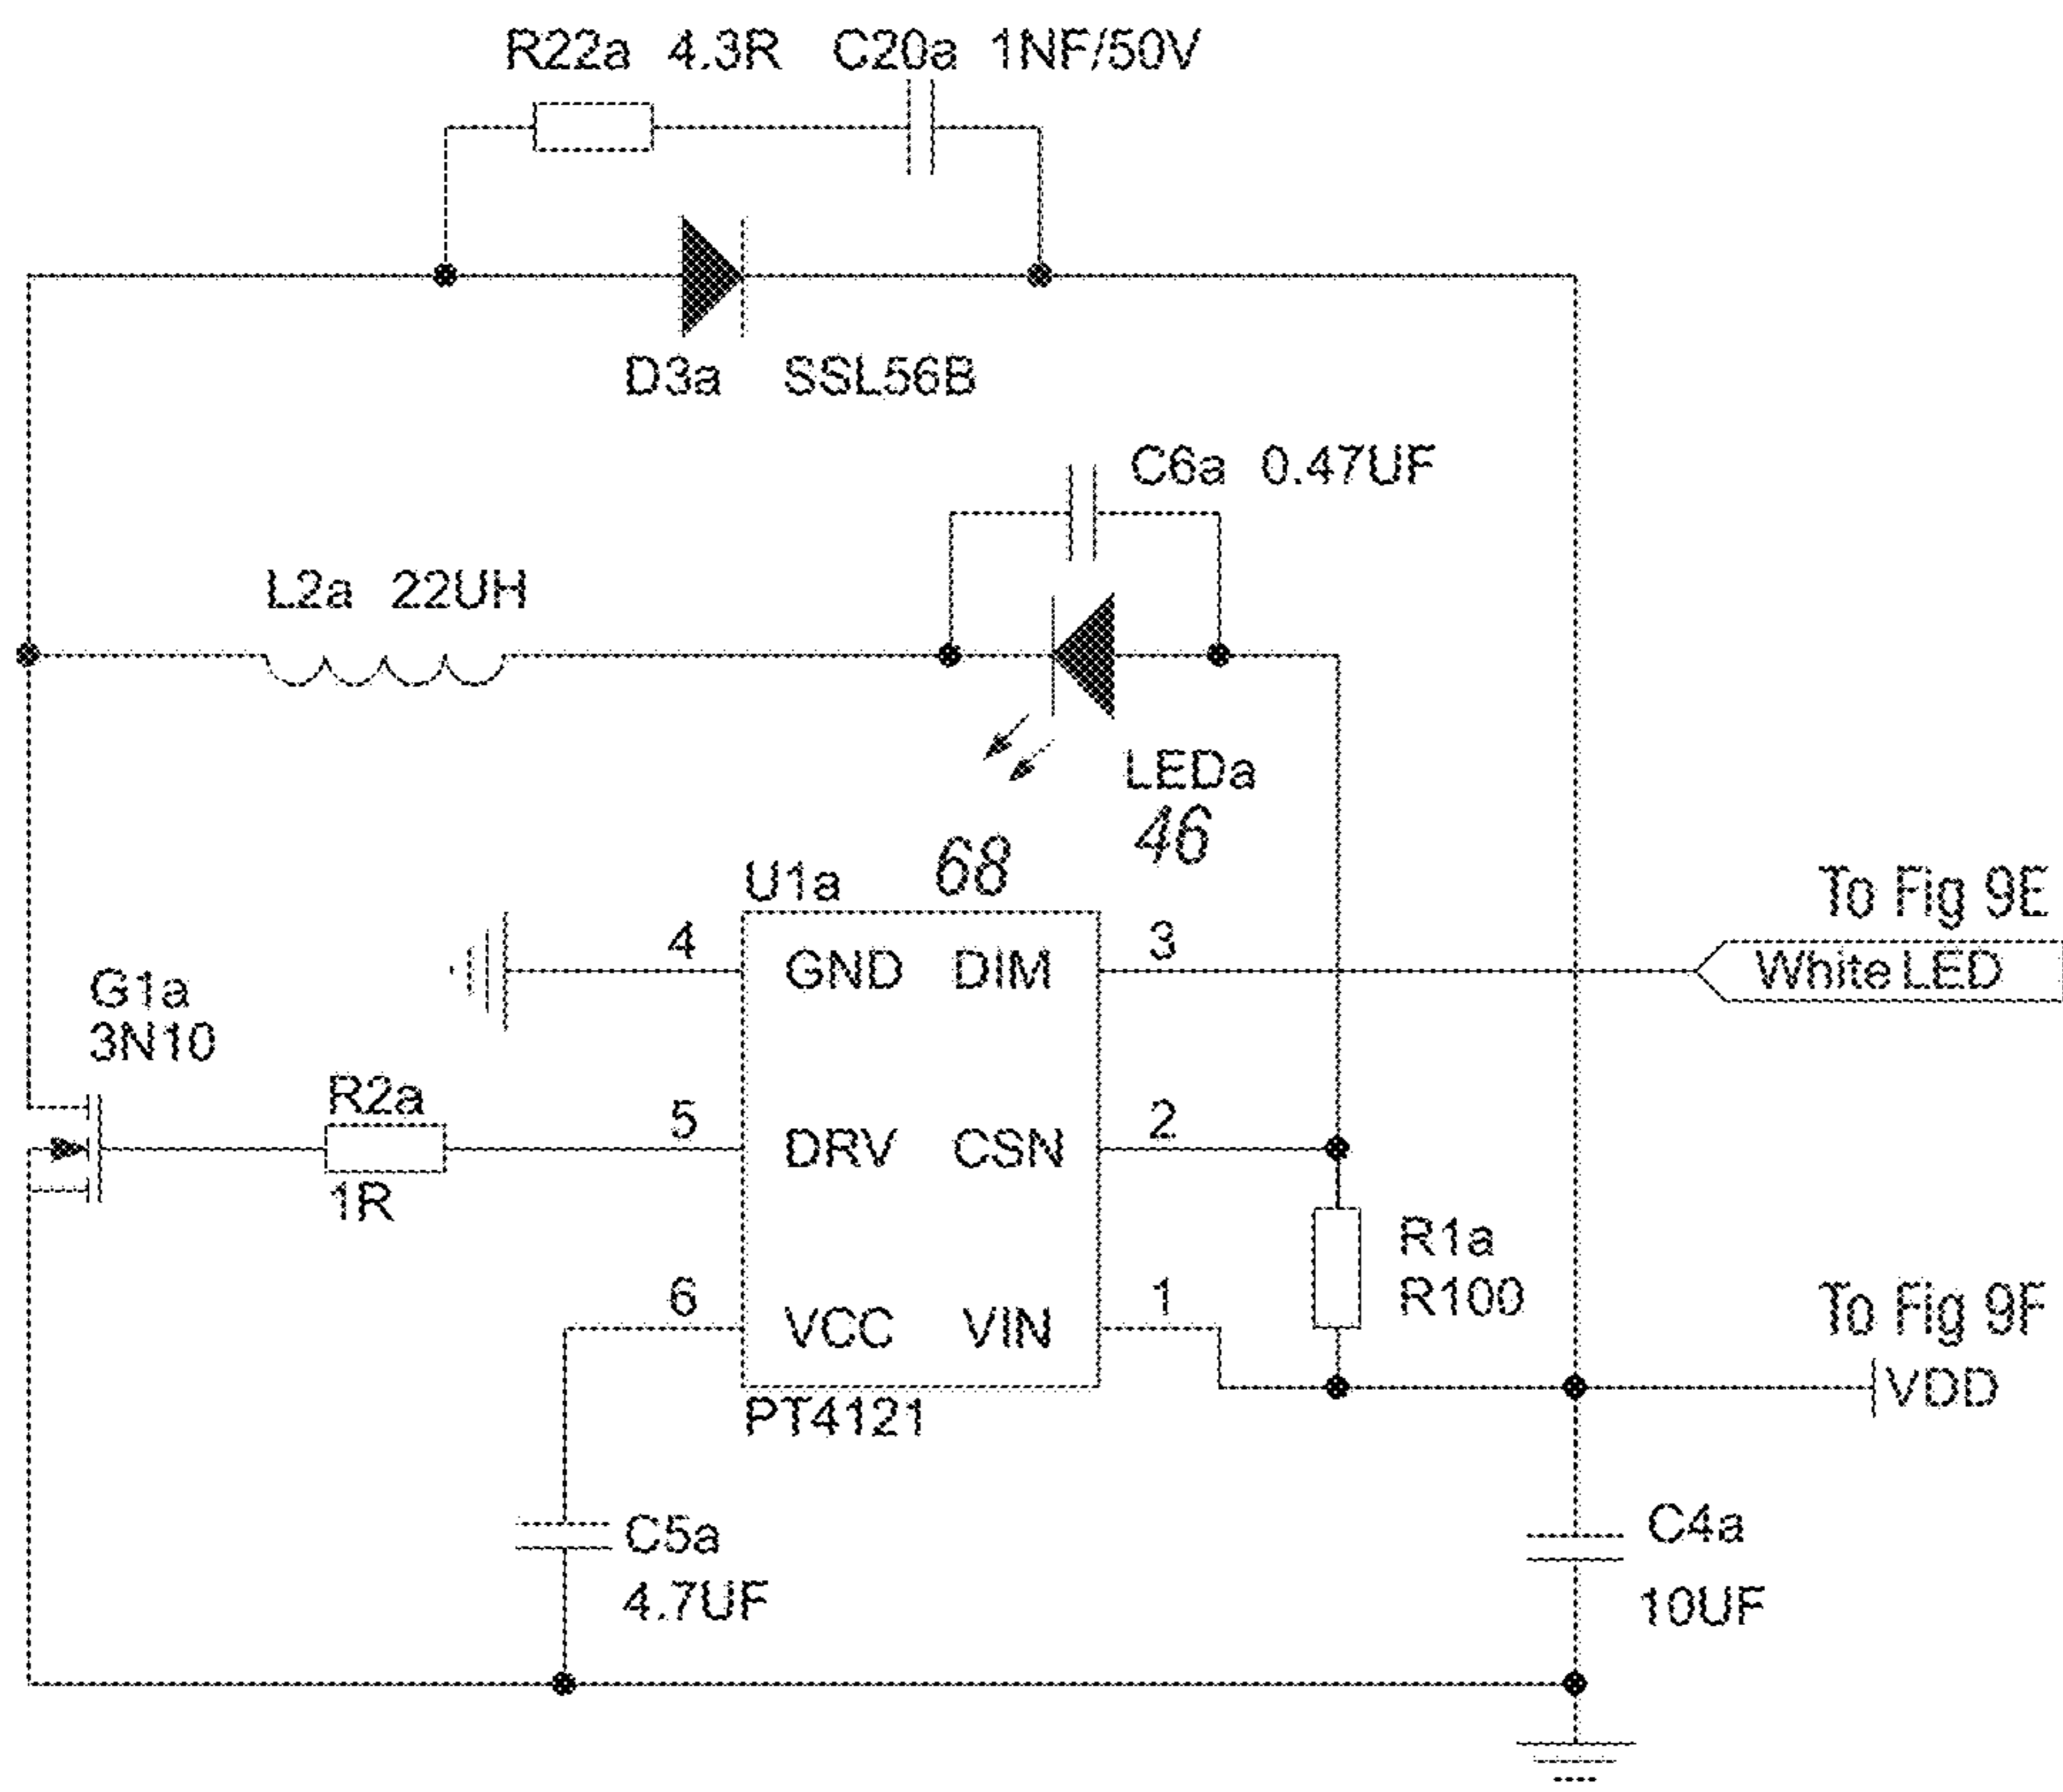 R22a 4.3R C20a 1NF/50V
D3a SSL56B
C6a 0.47UF
L2a 22UH
LEDa
46
U1a 68
To Fig 9E
4 GND DIM 3 White LED
G1a
3N10
R2a
1R
5 DRV CSN 2
R1a
R100
6 VCC VIN 1
To Fig 9F
VDD
PT4121
C5a
4.7UF
C4a
10UF